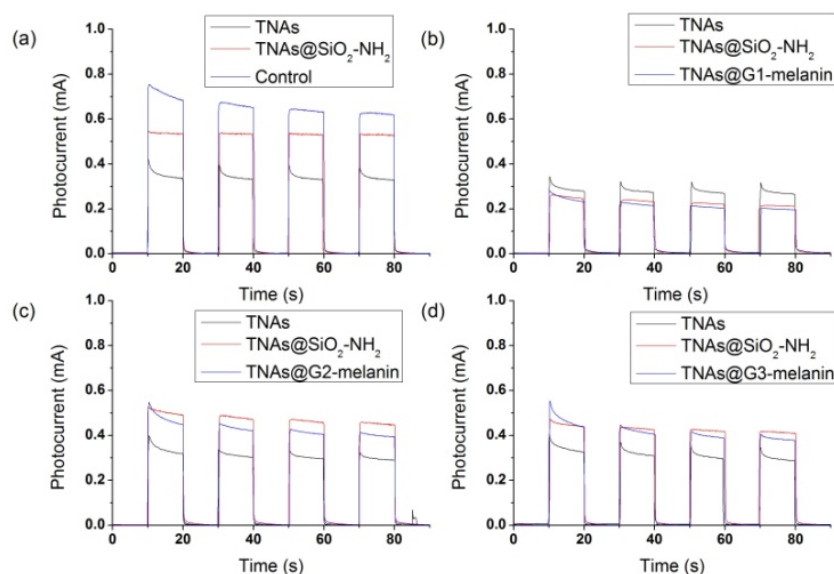 (a)
TNAs
TNAs@SiO₂-NH₂
Control
1.0
0.8
0.6
0.4
0.2
0.0
Photocurrent (mA)
0 20 40 60 80
Time (s)
(b)
TNAs
TNAs@SiO₂-NH₂
TNAs@G1-melanin
1.0
0.8
0.6
0.4
0.2
0.0
Photocurrent (mA)
0 20 40 60 80
Time (s)
(c)
TNAs
TNAs@SiO₂-NH₂
TNAs@G2-melanin
1.0
0.8
0.6
0.4
0.2
0.0
Photocurrent (mA)
0 20 40 60 80
Time (s)
(d)
TNAs
TNAs@SiO₂-NH₂
TNAs@G3-melanin
1.0
0.8
0.6
0.4
0.2
0.0
Photocurrent (mA)
0 20 40 60 80
Time (s)